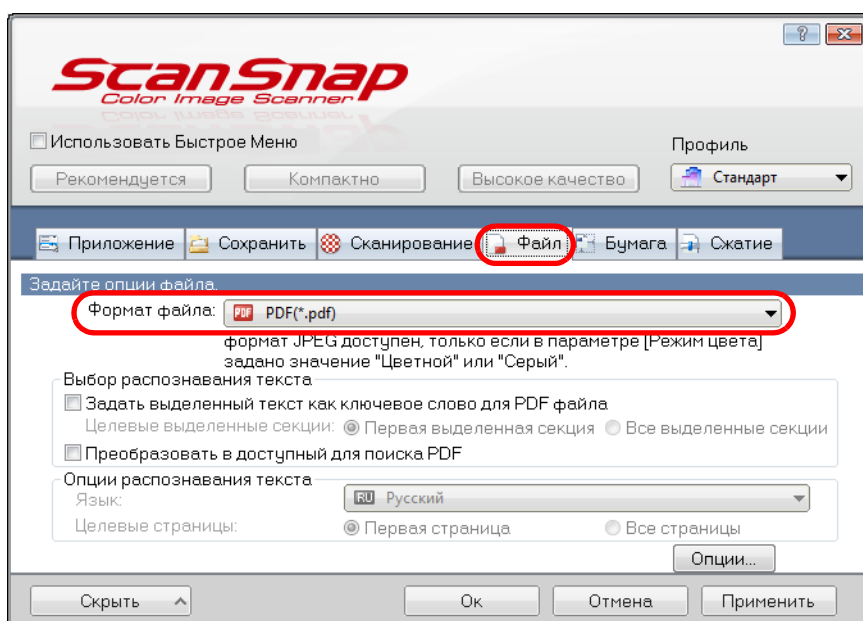 ScanSnap
Color Image Scanner
Использовать Быстрое Меню
Профиль
Рекомендуется Компактно Высокое качество Стандарт
Приложение Сохранить Сканирование Файл Бумага Сжатие
Задайте опции файла.
Формат файла: PDF PDF(*.pdf)
формат JPEG доступен, только если в параметре [Режим цвета]
задано значение "Цветной" или "Серый".
Выбор распознавания текста
Задать выделенный текст как ключевое слово для PDF файла
Целевые выделенные секции: Первая выделенная секция Все выделенные секции
Преобразовать в доступный для поиска PDF
Опции распознавания текста
Язык: RU Русский
Целевые страницы: Первая страница Все страницы
Опции...
Скрыть Ок Отмена Применить